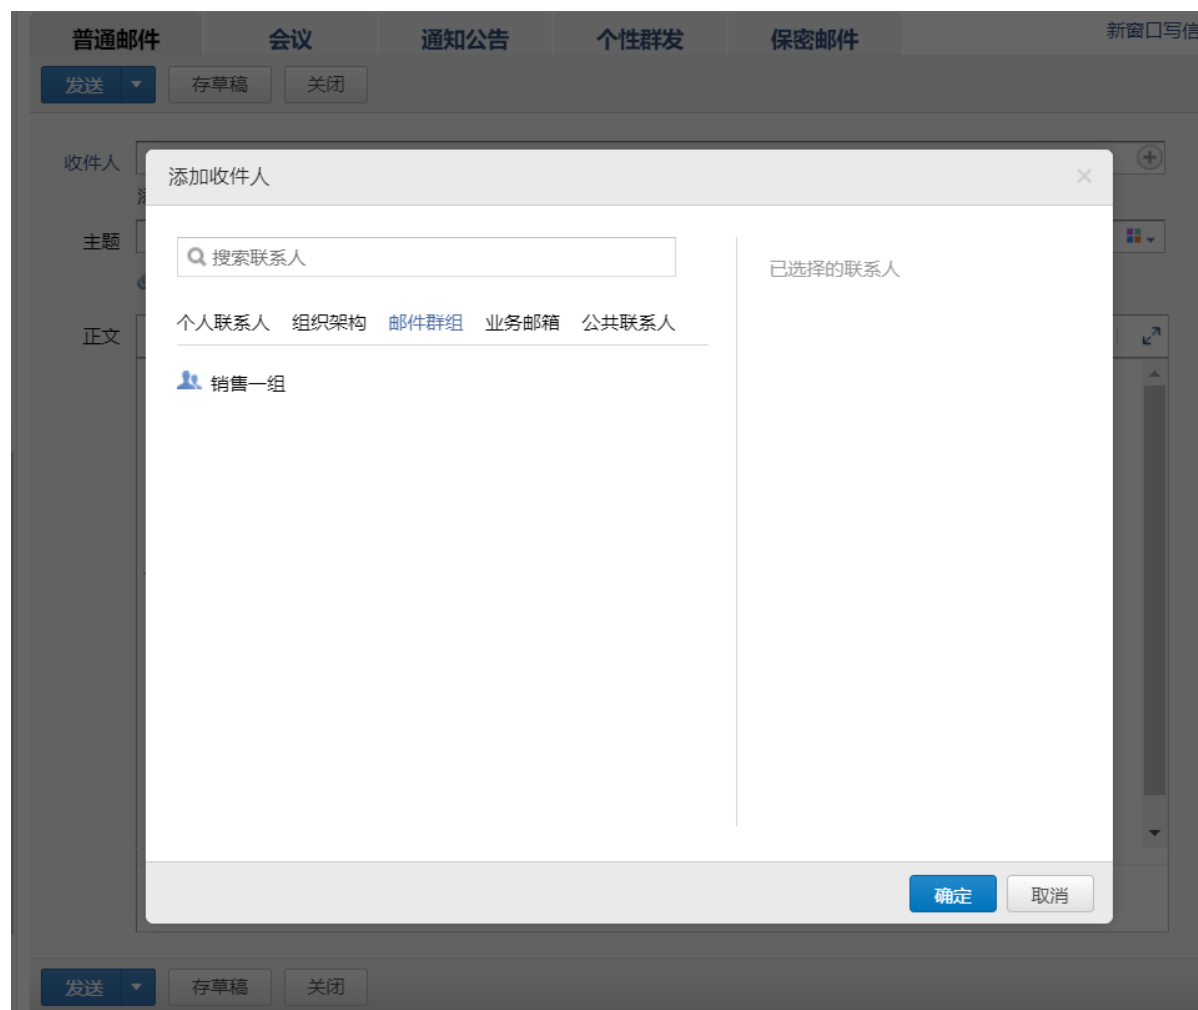 普通邮件 会议 通知公告 个性群发 保密邮件 新窗口写信
发送 存草稿 关闭
收件人
添加收件人
主题
搜索联系人
已选择的联系人
个人联系人 组织架构 邮件群组 业务邮箱 公共联系人
正文
销售一组
确定 取消
发送 存草稿 关闭